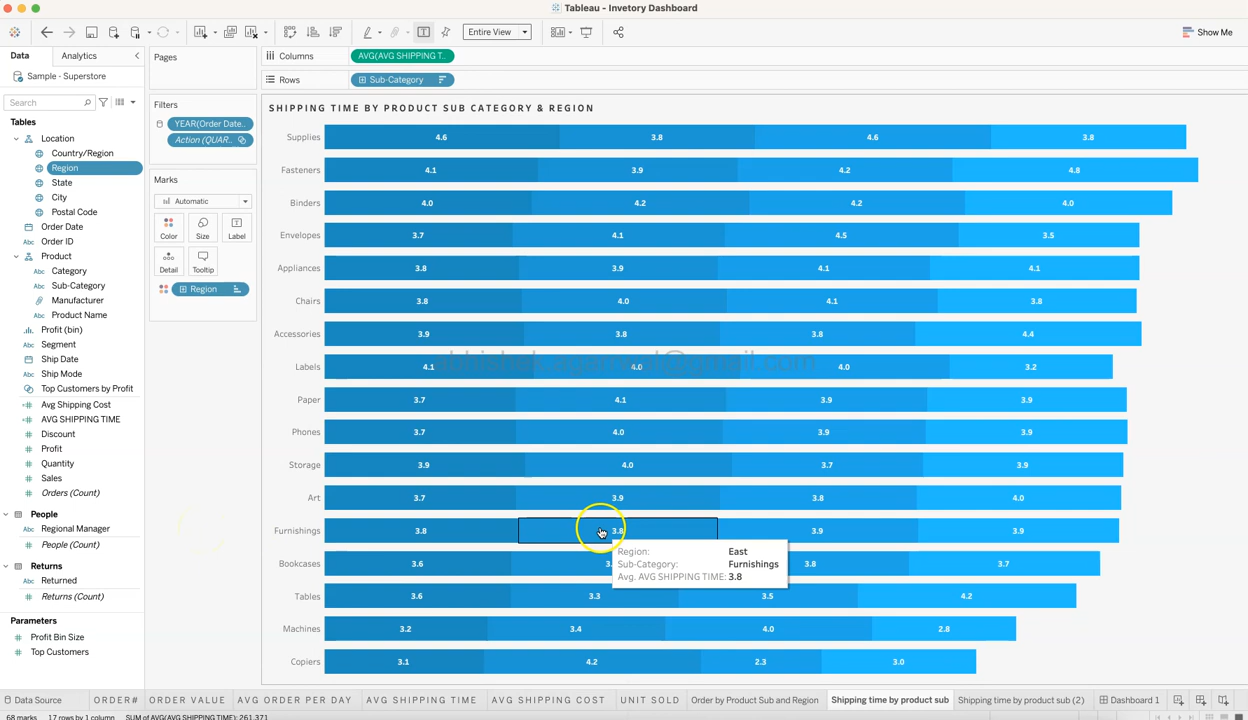 Tableau - Invetory Dashboard
Entire View
Show Me
Data Analytics
Sample - Superstore
Search
Tables
Location
Country/Region
Region
State
City
Postal Code
Order Date
Abc Order ID
Product
Abc Category
Abc Sub-Category
Manufacturer
Abc Product Name
Profit (bin)
Abc Segment
Ship Date
Abc Ship Mode
Top Customers by Profit
Avg Shipping Cost
AVG SHIPPING TIME
Discount
Profit
Quantity
Sales
Orders (Count)
People
Abc Regional Manager
People (Count)
Returns
Abc Returned
Returns (Count)
Parameters
Profit Bin Size
Top Customers
Pages
Filters
YEAR(Order Date..
Action (QUAR..
Marks
Automatic
Color Size Label
Detail Tooltip
Region
Columns AVG(AVG SHIPPING T..
Rows Sub-Category
SHIPPING TIME BY PRODUCT SUB CATEGORY & REGION
Supplies 4.6 3.8 4.6 3.8
Fasteners 4.1 3.9 4.2 4.8
Binders 4.0 4.2 4.2 4.0
Envelopes 3.7 4.1 4.5 3.5
Appliances 3.8 3.9 4.1 4.1
Chairs 3.8 4.0 4.1 3.8
Accessories 3.9 3.8 3.8 4.4
Labels 4.1 4.0 4.0 3.2
Paper 3.7 4.1 3.9 3.9
Phones 3.7 4.0 3.9 3.9
Storage 3.9 4.0 3.7 3.9
Art 3.7 3.9 3.8 4.0
Furnishings 3.8 3.8 3.9 3.9
Region: East
Sub-Category: Furnishings
Avg. AVG SHIPPING TIME: 3.8
Bookcases 3.6 3.8 3.7
Tables 3.6 3.3 3.5 4.2
Machines 3.2 3.4 4.0 2.8
Copiers 3.1 4.2 2.3 3.0
Data Source ORDER# ORDER VALUE AVG ORDER PER DAY AVG SHIPPING TIME AVG SHIPPING COST UNIT SOLD Order by Product Sub and Region Shipping time by product sub Shipping time by product sub (2) Dashboard 1
68 marks 17 rows by 1 column SUM OF AVG(AVG SHIPPING TIME): 261.371